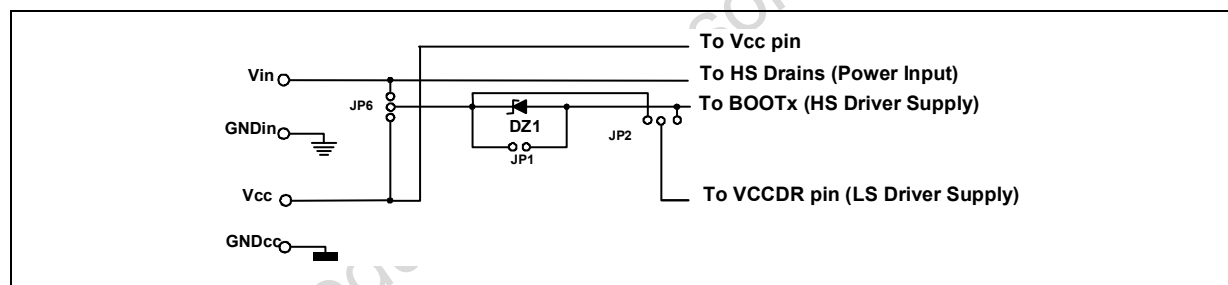 To Vcc pin
Vin
To HS Drains (Power Input)
JP6
To BOOTx (HS Driver Supply)
DZ1
GNDin
JP2
JP1
Vcc
To VCCDR pin (LS Driver Supply)
GNDcc